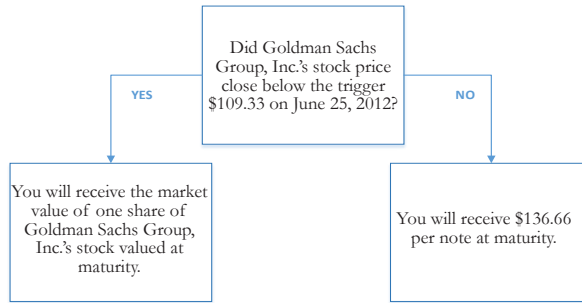 Did Goldman Sachs
Group, Inc.'s stock price
close below the trigger
$109.33 on June 25, 2012?
YES
NO
You will receive the market
value of one share of
Goldman Sachs Group,
Inc.'s stock valued at
maturity.
You will receive $136.66
per note at maturity.